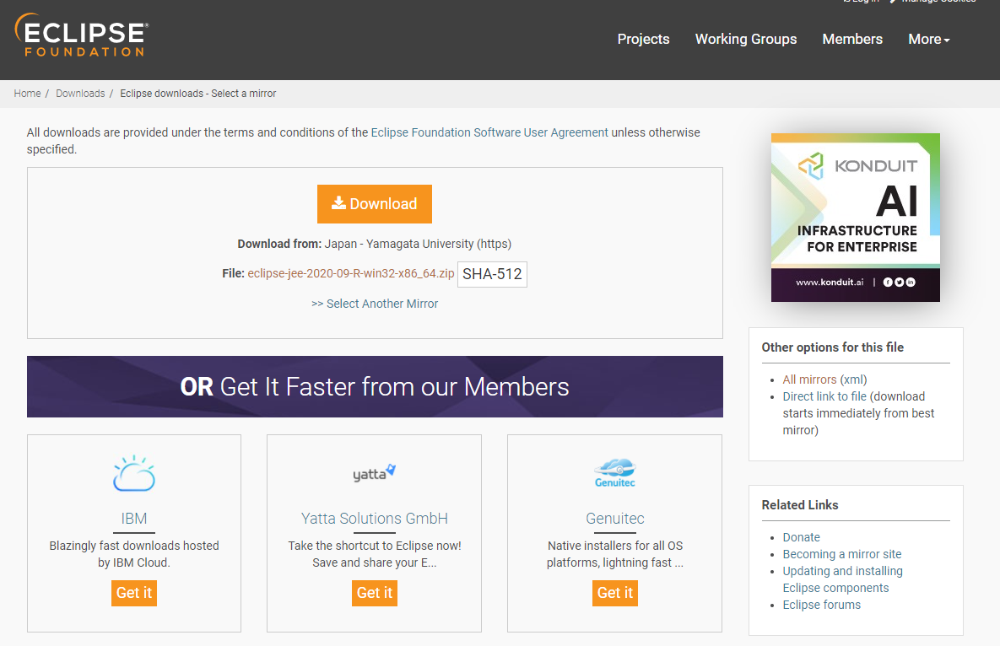 Log in Manage Cookies
ECLIPSE®
FOUNDATION
Projects Working Groups Members More
Home / Downloads / Eclipse downloads - Select a mirror
All downloads are provided under the terms and conditions of the Eclipse Foundation Software User Agreement unless otherwise
specified.
Download
Download from: Japan - Yamagata University (https)
File: eclipse-jee-2020-09-R-win32-x86_64.zip SHA-512
>> Select Another Mirror
OR Get It Faster from our Members
IBM
Blazingly fast downloads hosted
by IBM Cloud.
Get it
yatta
Yatta Solutions GmbH
Take the shortcut to Eclipse now!
Save and share your E...
Get it
Genuitec
Genuitec
Native installers for all OS
platforms, lightning fast ...
Get it
KONDUIT
AI
INFRASTRUCTURE
FOR ENTERPRISE
www.konduit.ai |
Other options for this file
All mirrors (xml)
Direct link to file (download
starts immediately from best
mirror)
Related Links
Donate
Becoming a mirror site
Updating and installing
Eclipse components
Eclipse forums